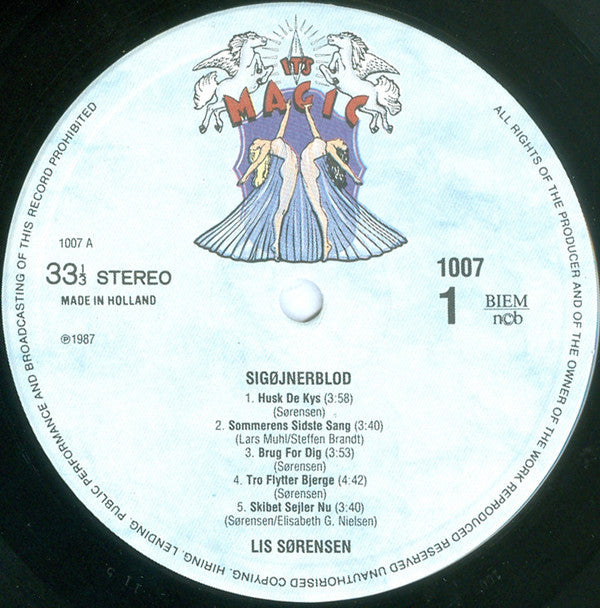 IT'S
MAGIC
1007 A
33⅓ STEREO
MADE IN HOLLAND
℗1987
1007
1
BIEM
ncb
SIGØJNERBLOD
1. Husk De Kys (3:58)
(Sørensen)
2. Sommerens Sidste Sang (3:40)
(Lars Muhl/Steffen Brandt)
3. Brug For Dig (3:53)
(Sørensen)
4. Tro Flytter Bjerge (4:42)
(Sørensen)
5. Skibet Sejler Nu (3:40)
(Sørensen/Elisabeth G. Nielsen)
LIS SØRENSEN
ALL RIGHTS OF THE PRODUCER AND OF THE OWNER OF THE WORK REPRODUCED RESERVED UNAUTHORISED COPYING. HIRING. LENDING. PUBLIC PERFORMANCE AND BROADCASTING OF THIS RECORD PROHIBITED